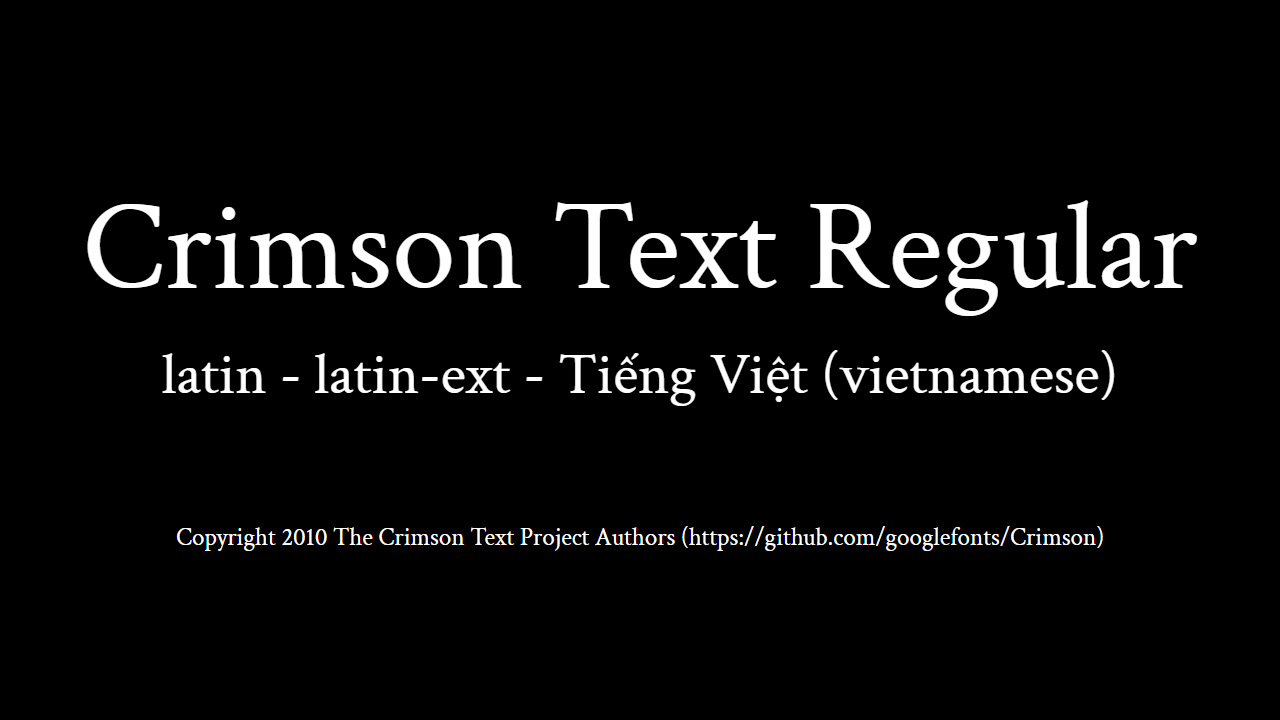 Crimson Text Regular
latin - latin-ext - Tiếng Việt (vietnamese)
Copyright 2010 The Crimson Text Project Authors (https://github.com/googlefonts/Crimson)